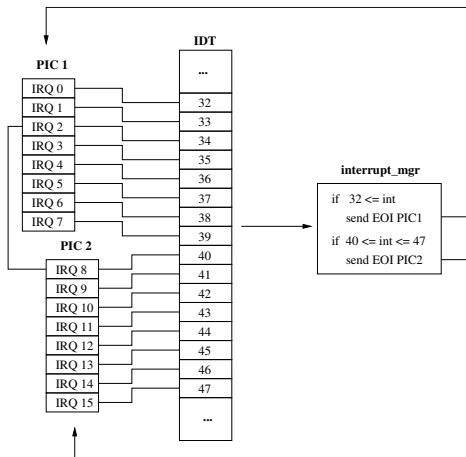 IDT
PIC 1
...
IRQ 0
IRQ 1
IRQ 2
IRQ 3
IRQ 4
IRQ 5
IRQ 6
IRQ 7
PIC 2
IRQ 8
IRQ 9
IRQ 10
IRQ 11
IRQ 12
IRQ 13
IRQ 14
IRQ 15
32
33
34
35
36
37
38
39
40
41
42
43
44
45
46
47
...
interrupt_mgr
if 32 <= int
send EOI PIC1
if 40 <= int <= 47
send EOI PIC2